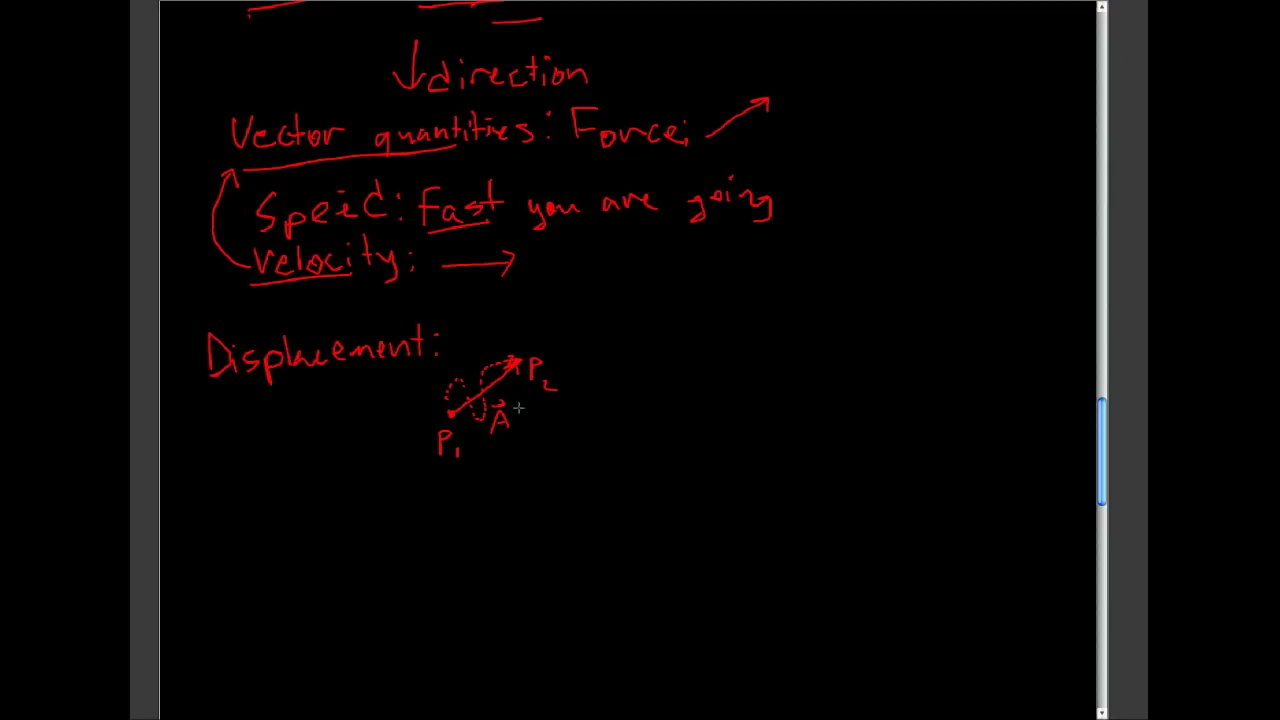 direction
Vector quantities: Force;
Speed: Fast you are going
velocity:
Displacement:
P2
A
P1